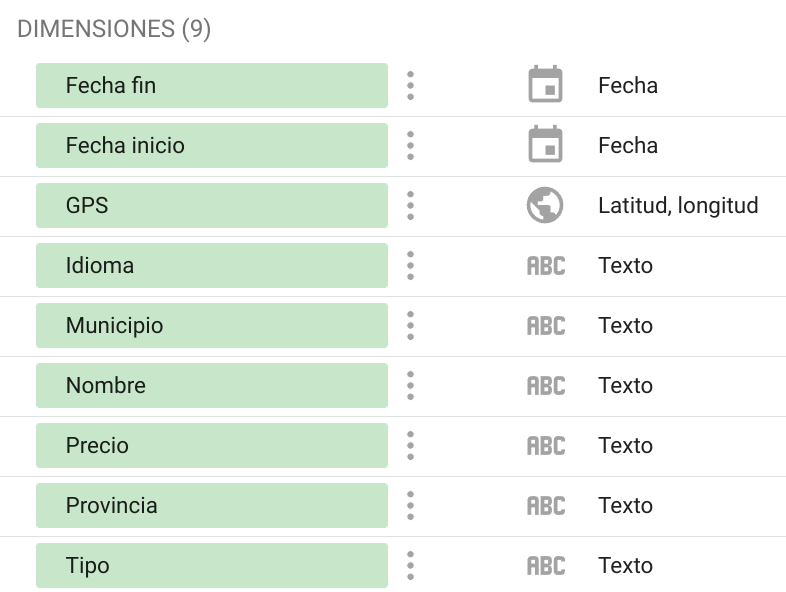 DIMENSIONES (9)
Fecha fin Fecha
Fecha inicio Fecha
GPS Latitud, longitud
Idioma ABC Texto
Municipio ABC Texto
Nombre ABC Texto
Precio ABC Texto
Provincia ABC Texto
Tipo ABC Texto